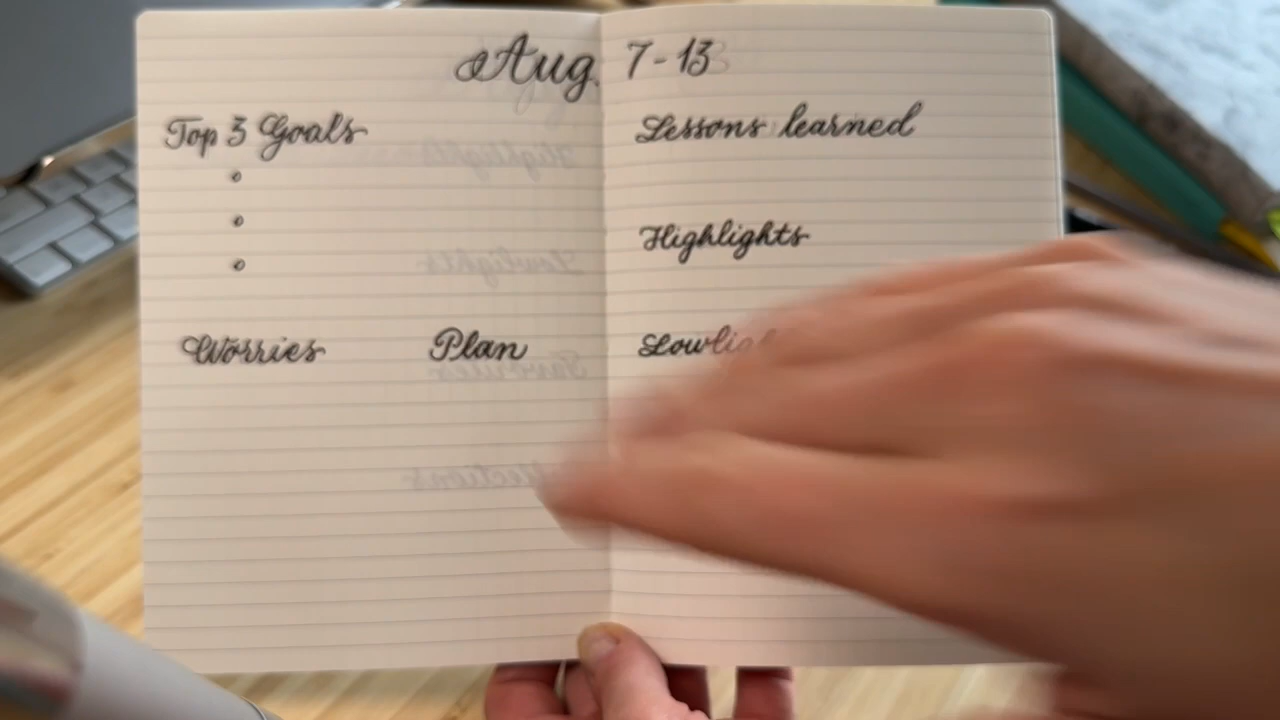 Aug. 7-13
Top 3 Goals
Worries Plan
Lessons learned
Highlights